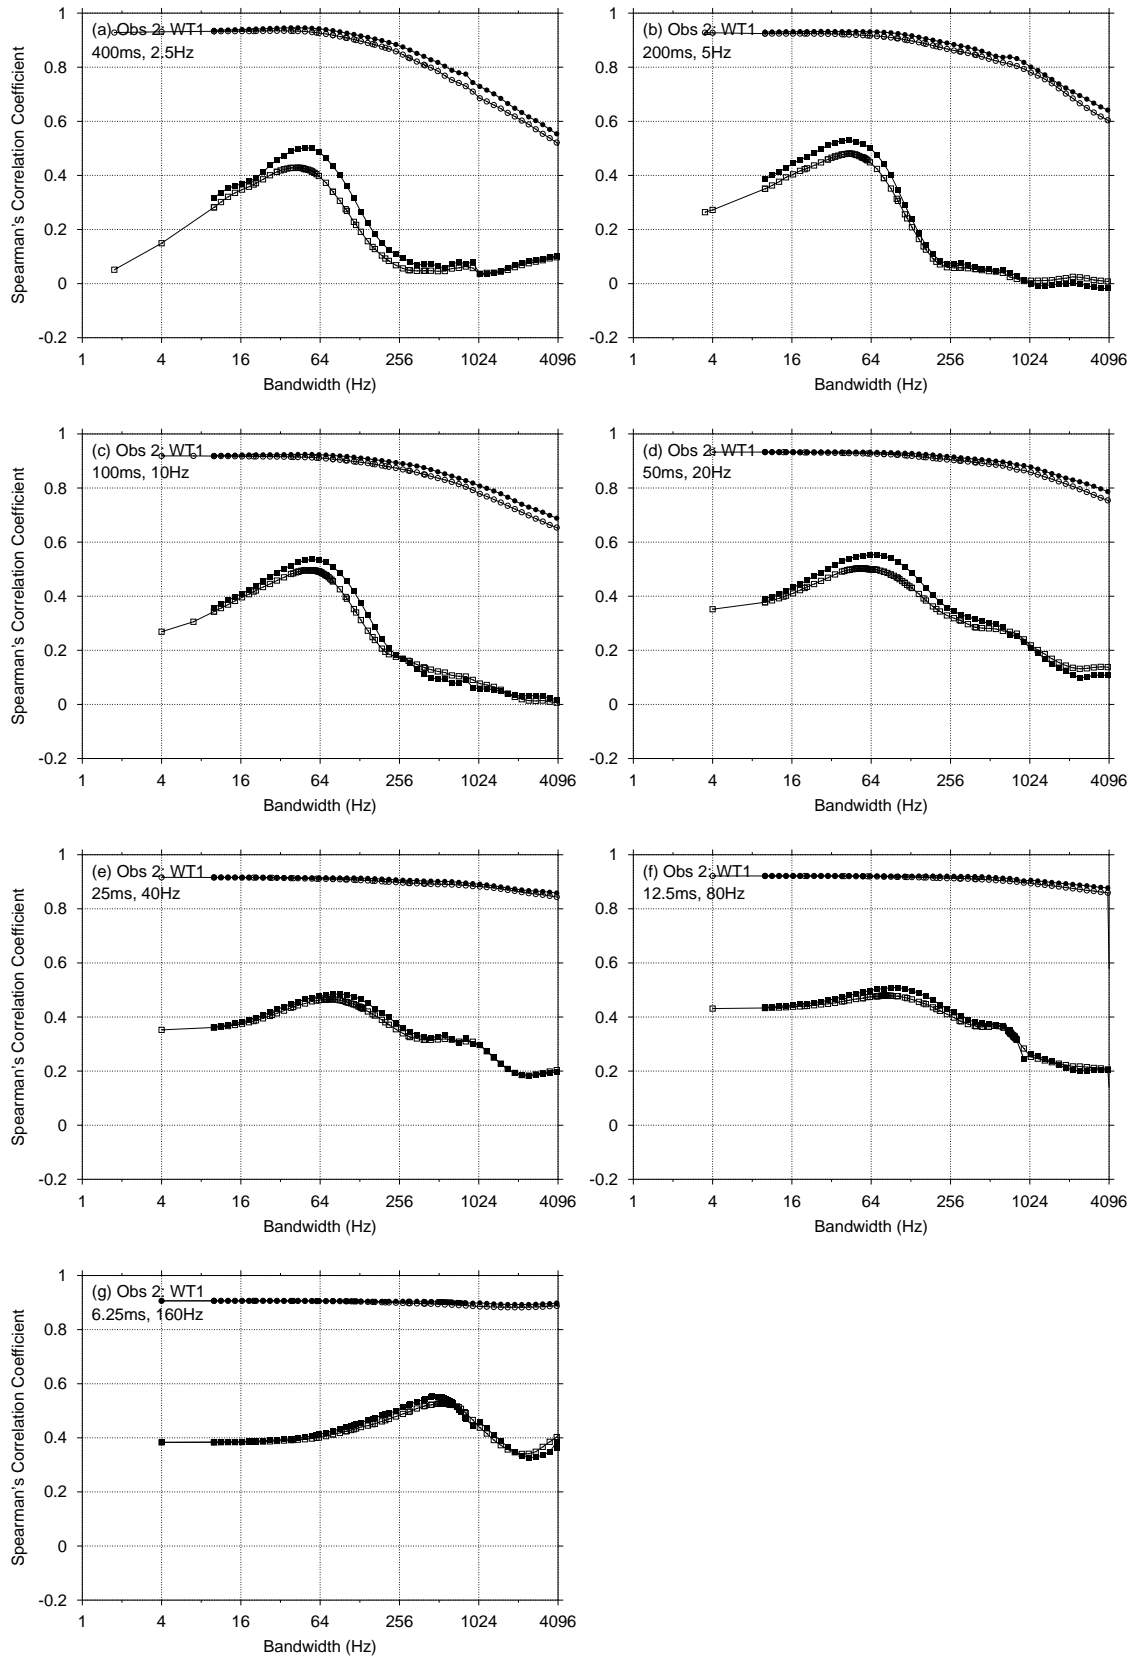 (a) Obs 2: WT1
400ms, 2.5Hz
Spearman's Correlation Coefficient
1
0.8
0.6
0.4
0.2
0
-0.2
1 4 16 64 256 1024 4096
Bandwidth (Hz)
(b) Obs 2: WT1
200ms, 5Hz
1
0.8
0.6
0.4
0.2
0
-0.2
1 4 16 64 256 1024 4096
Bandwidth (Hz)
(c) Obs 2: WT1
100ms, 10Hz
Spearman's Correlation Coefficient
1
0.8
0.6
0.4
0.2
0
-0.2
1 4 16 64 256 1024 4096
Bandwidth (Hz)
(d) Obs 2: WT1
50ms, 20Hz
1
0.8
0.6
0.4
0.2
0
-0.2
1 4 16 64 256 1024 4096
Bandwidth (Hz)
(e) Obs 2: WT1
25ms, 40Hz
Spearman's Correlation Coefficient
1
0.8
0.6
0.4
0.2
0
-0.2
1 4 16 64 256 1024 4096
Bandwidth (Hz)
(f) Obs 2: WT1
12.5ms, 80Hz
1
0.8
0.6
0.4
0.2
0
-0.2
1 4 16 64 256 1024 4096
Bandwidth (Hz)
(g) Obs 2: WT1
6.25ms, 160Hz
Spearman's Correlation Coefficient
1
0.8
0.6
0.4
0.2
0
-0.2
1 4 16 64 256 1024 4096
Bandwidth (Hz)